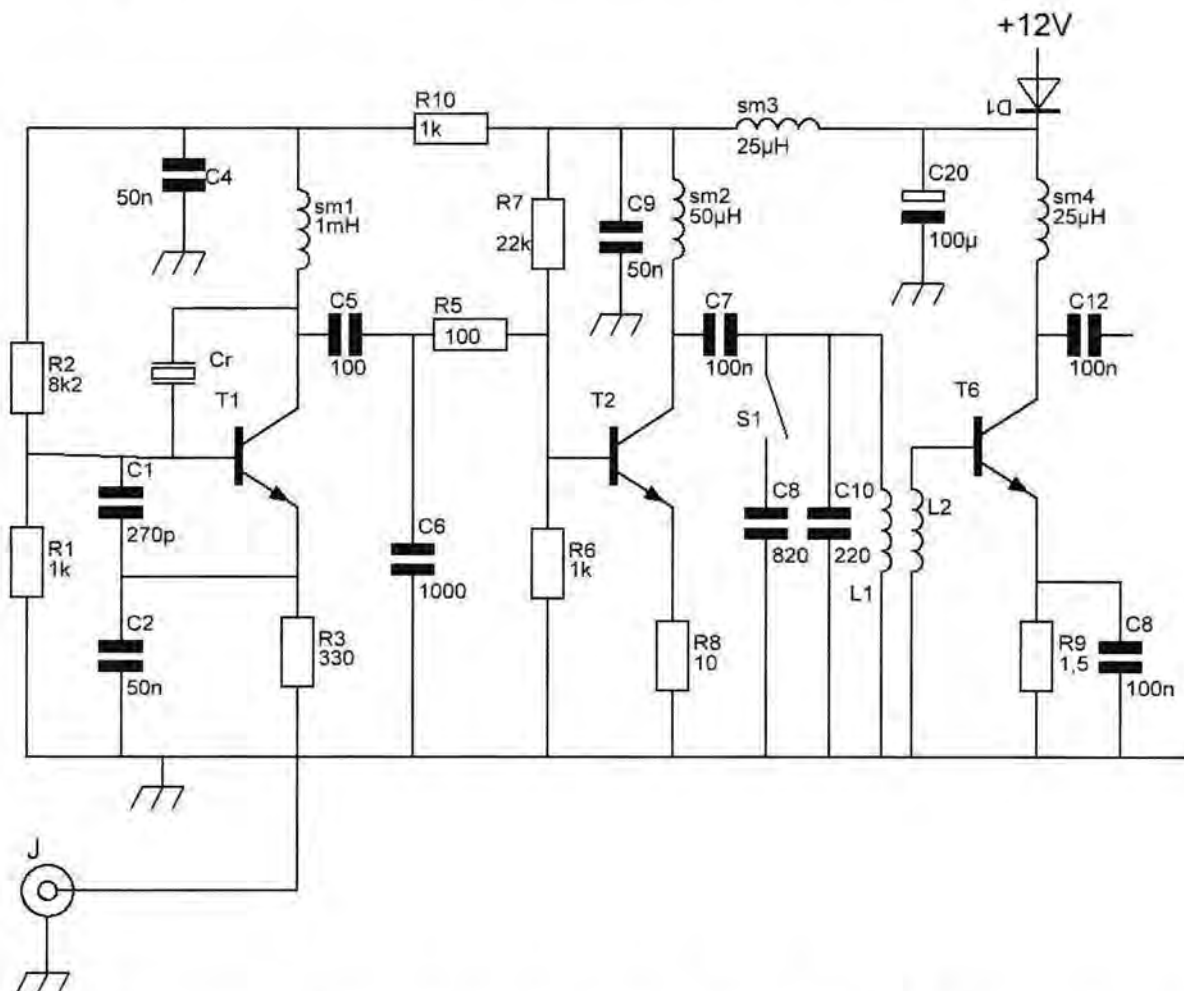 +12V
D1
R10
1k
sm3
25µH
C4
50n
sm1
1mH
R7
22k
C9
50n
sm2
50µH
C20
100µ
sm4
25µH
R2
8k2
Cr
C5
100
R5
100
C7
100n
C12
100n
T1
T2
S1
T6
C1
270p
R1
1k
C6
1000
R6
1k
C8
820
C10
220
L1
L2
C2
50n
R3
330
R8
10
R9
1,5
C8
100n
J